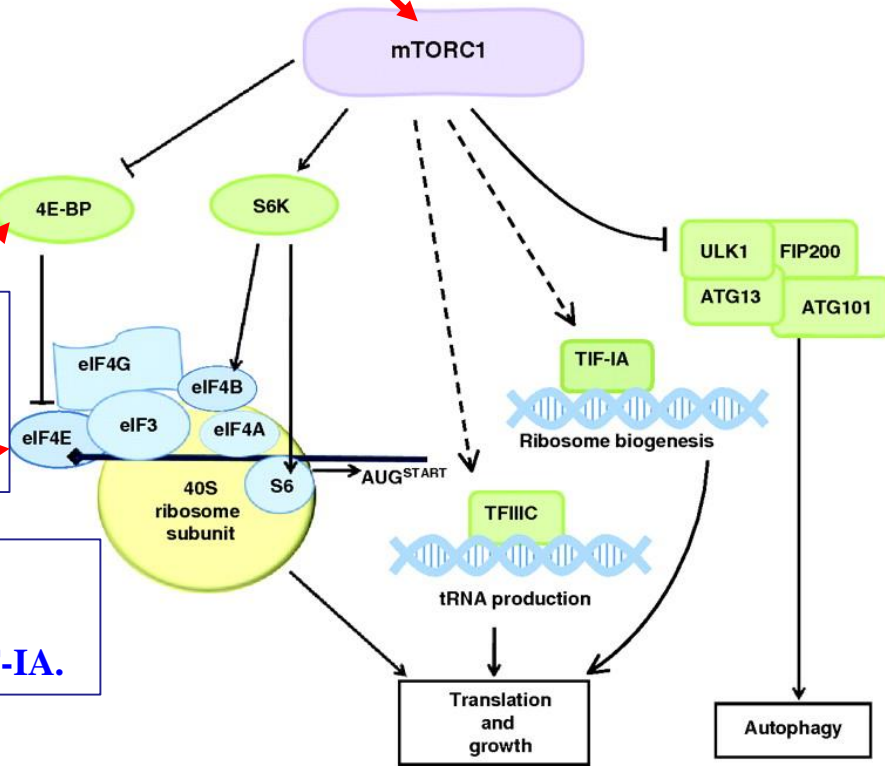 mTORC1
4E-BP
S6K
ULK1
FIP200
ATG13
ATG101
eIF4G
eIF4B
TIF-IA
eIF4E
eIF3
eIF4A
Ribosome biogenesis
S6
AUGSTART
40S
ribosome
subunit
TFIIIC
tRNA production
-IA.
Translation
and
growth
Autophagy